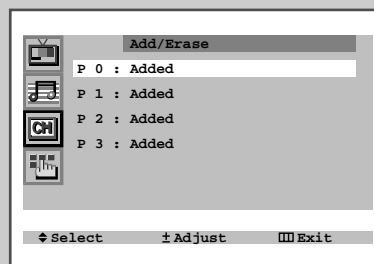 Add/Erase
P 0 : Added
P 1 : Added
P 2 : Added
CH
P 3 : Added
Select ± Adjust Exit